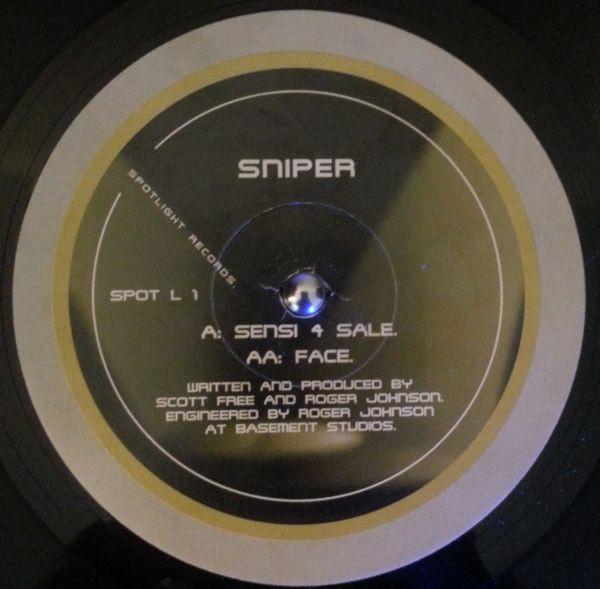 SNIPER
SPOTLIGHT RECORDS.
SPOT L 1
A: SENSI 4 SALE.
AA: FACE.
WRITTEN AND PRODUCED BY
SCOTT FREE AND ROGER JOHNSON.
ENGINEERED BY ROGER JOHNSON
AT BASEMENT STUDIOS.